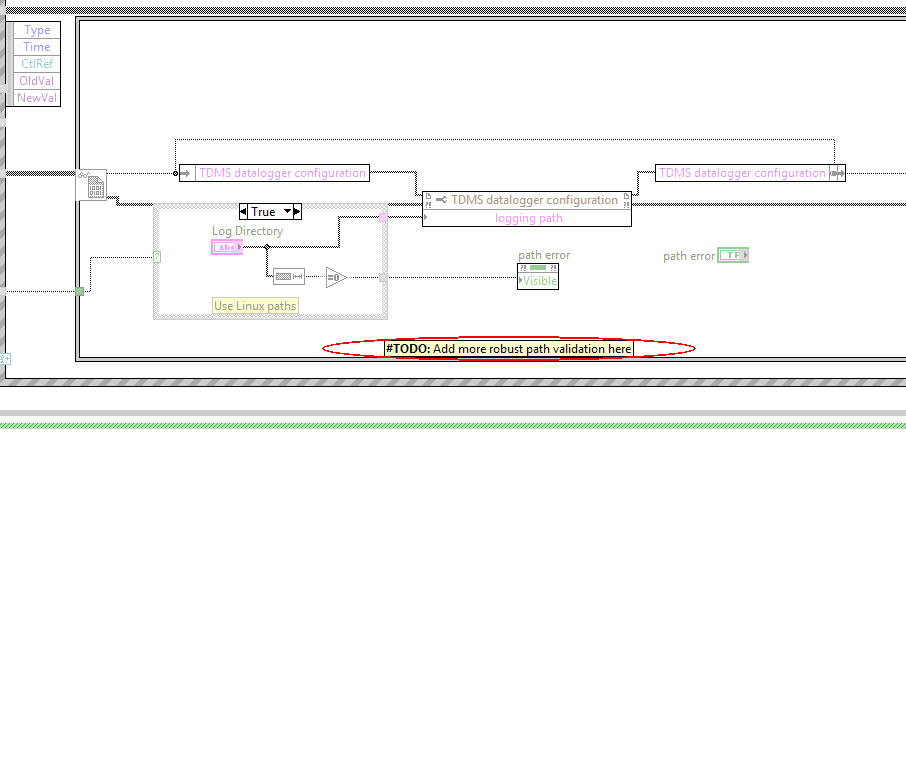 Type
Time
CtlRef
OldVal
NewVal
TDMS datalogger configuration
TDMS datalogger configuration
TDMS datalogger configuration
logging path
True
Log Directory
abc
?
=0
Use Linux paths
path error
?!
Visible
path error
TF
#TODO: Add more robust path validation here